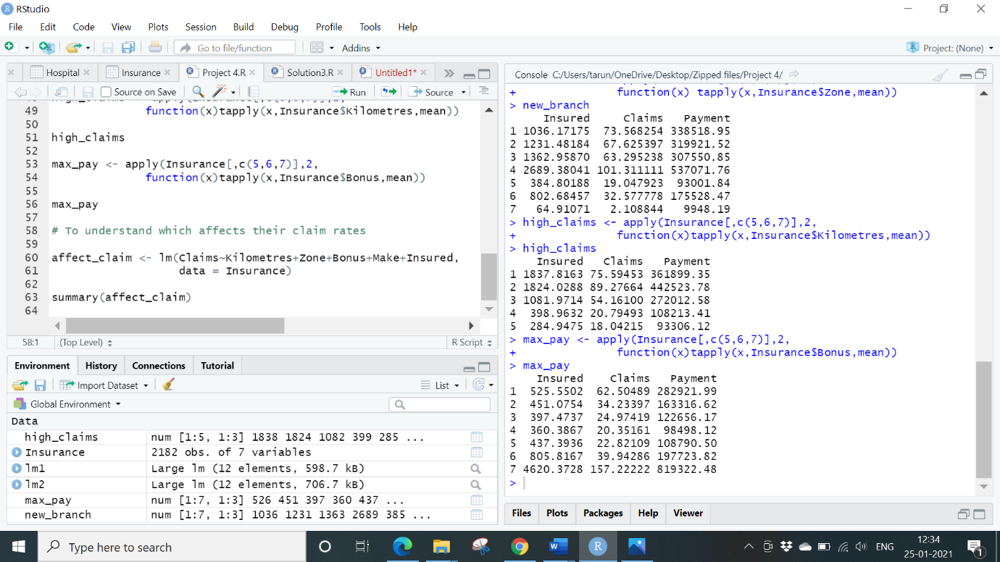 RStudio
File Edit Code View Plots Session Build Debug Profile Tools Help
Go to file/function Addins Project: (None)
Hospital Insurance Project 4.R Solution3.R Untitled1*
Source on Save Run Source
49 function(x)tapply(x,Insurance$Kilometres,mean))
50
51 high_claims
52
53 max_pay <- apply(Insurance[,c(5,6,7)],2,
54 function(x)tapply(x,Insurance$Bonus,mean))
55
56 max_pay
57
58 # To understand which affects their claim rates
59
60 affect_claim <- lm(Claims~Kilometres+Zone+Bonus+Make+Insured,
61 data = Insurance)
62
63 summary(affect_claim)
64
58:1 (Top Level) R Script
Environment History Connections Tutorial
Import Dataset List
Global Environment
Data
high_claims num [1:5, 1:3] 1838 1824 1082 399 285 ...
Insurance 2182 obs. of 7 variables
lm1 Large lm (12 elements, 598.7 kB)
lm2 Large lm (12 elements, 706.7 kB)
max_pay num [1:7, 1:3] 526 451 397 360 437 ...
new_branch num [1:7, 1:3] 1036 1231 1363 2689 385 ...
Console C:/Users/tarun/OneDrive/Desktop/Zipped files/Project 4/
+ function(x) tapply(x,Insurance$Zone,mean))
> new_branch
Insured Claims Payment
1 1036.17175 73.568254 338518.95
2 1231.48184 67.625397 319921.52
3 1362.95870 63.295238 307550.85
4 2689.38041 101.311111 537071.76
5 384.80188 19.047923 93001.84
6 802.68457 32.577778 175528.47
7 64.91071 2.108844 9948.19
> high_claims <- apply(Insurance[,c(5,6,7)],2,
+ function(x)tapply(x,Insurance$Kilometres,mean))
> high_claims
Insured Claims Payment
1 1837.8163 75.59453 361899.35
2 1824.0288 89.27664 442523.78
3 1081.9714 54.16100 272012.58
4 398.9632 20.79493 108213.41
5 284.9475 18.04215 93306.12
> max_pay <- apply(Insurance[,c(5,6,7)],2,
+ function(x)tapply(x,Insurance$Bonus,mean))
> max_pay
Insured Claims Payment
1 525.5502 62.50489 282921.99
2 451.0754 34.23397 163316.62
3 397.4737 24.97419 122656.17
4 360.3867 20.35161 98498.12
5 437.3936 22.82109 108790.50
6 805.8167 39.94286 197723.82
7 4620.3728 157.22222 819322.48
>
Files Plots Packages Help Viewer
Type here to search
ENG
12:34
25-01-2021
1